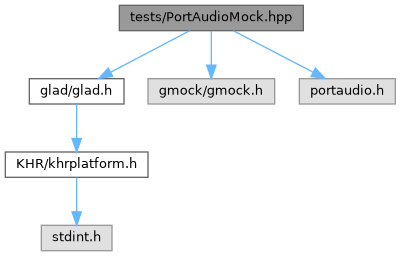 tests/PortAudioMock.hpp
glad/glad.h
gmock/gmock.h
portaudio.h
KHR/khrplatform.h
stdint.h